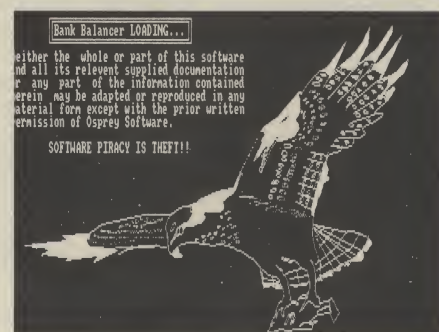 Bank Balancer LOADING...
either the whole or part of this software
nd all its relevent supplied documentation
r any part of the information contained
erein may be adapted or reproduced in any
aterial form except with the prior written
ermission of Osprey Software.
SOFTWARE PIRACY IS THEFT!!